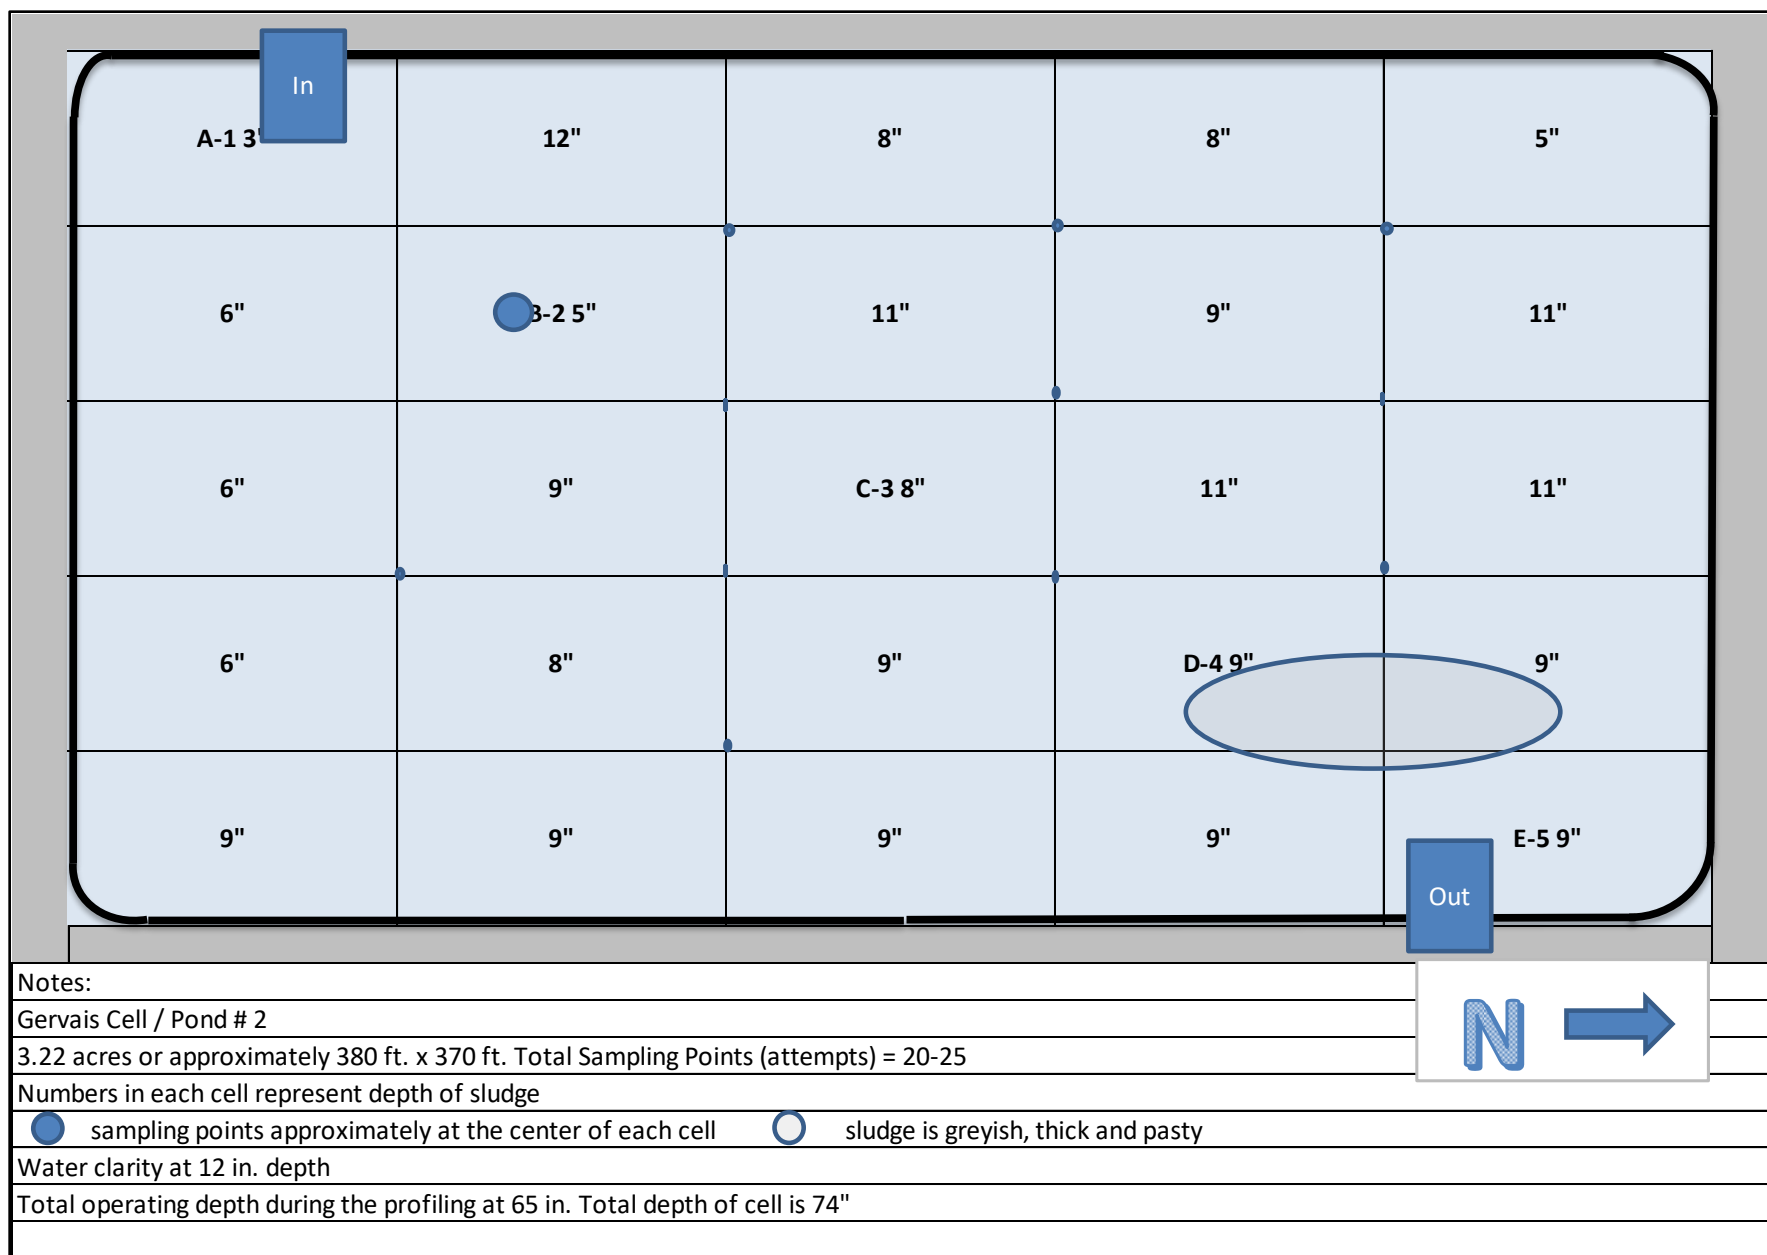 In
A-1 3" 12" 8" 8" 5"
6" B-2 5" 11" 9" 11"
6" 9" C-3 8" 11" 11"
6" 8" 9" D-4 9" 9"
9" 9" 9" 9" E-5 9"
Out
Notes:
Gervais Cell / Pond # 2
3.22 acres or approximately 380 ft. x 370 ft. Total Sampling Points (attempts) = 20-25
Numbers in each cell represent depth of sludge
sampling points approximately at the center of each cell sludge is greyish, thick and pasty
Water clarity at 12 in. depth
Total operating depth during the profiling at 65 in. Total depth of cell is 74"
N